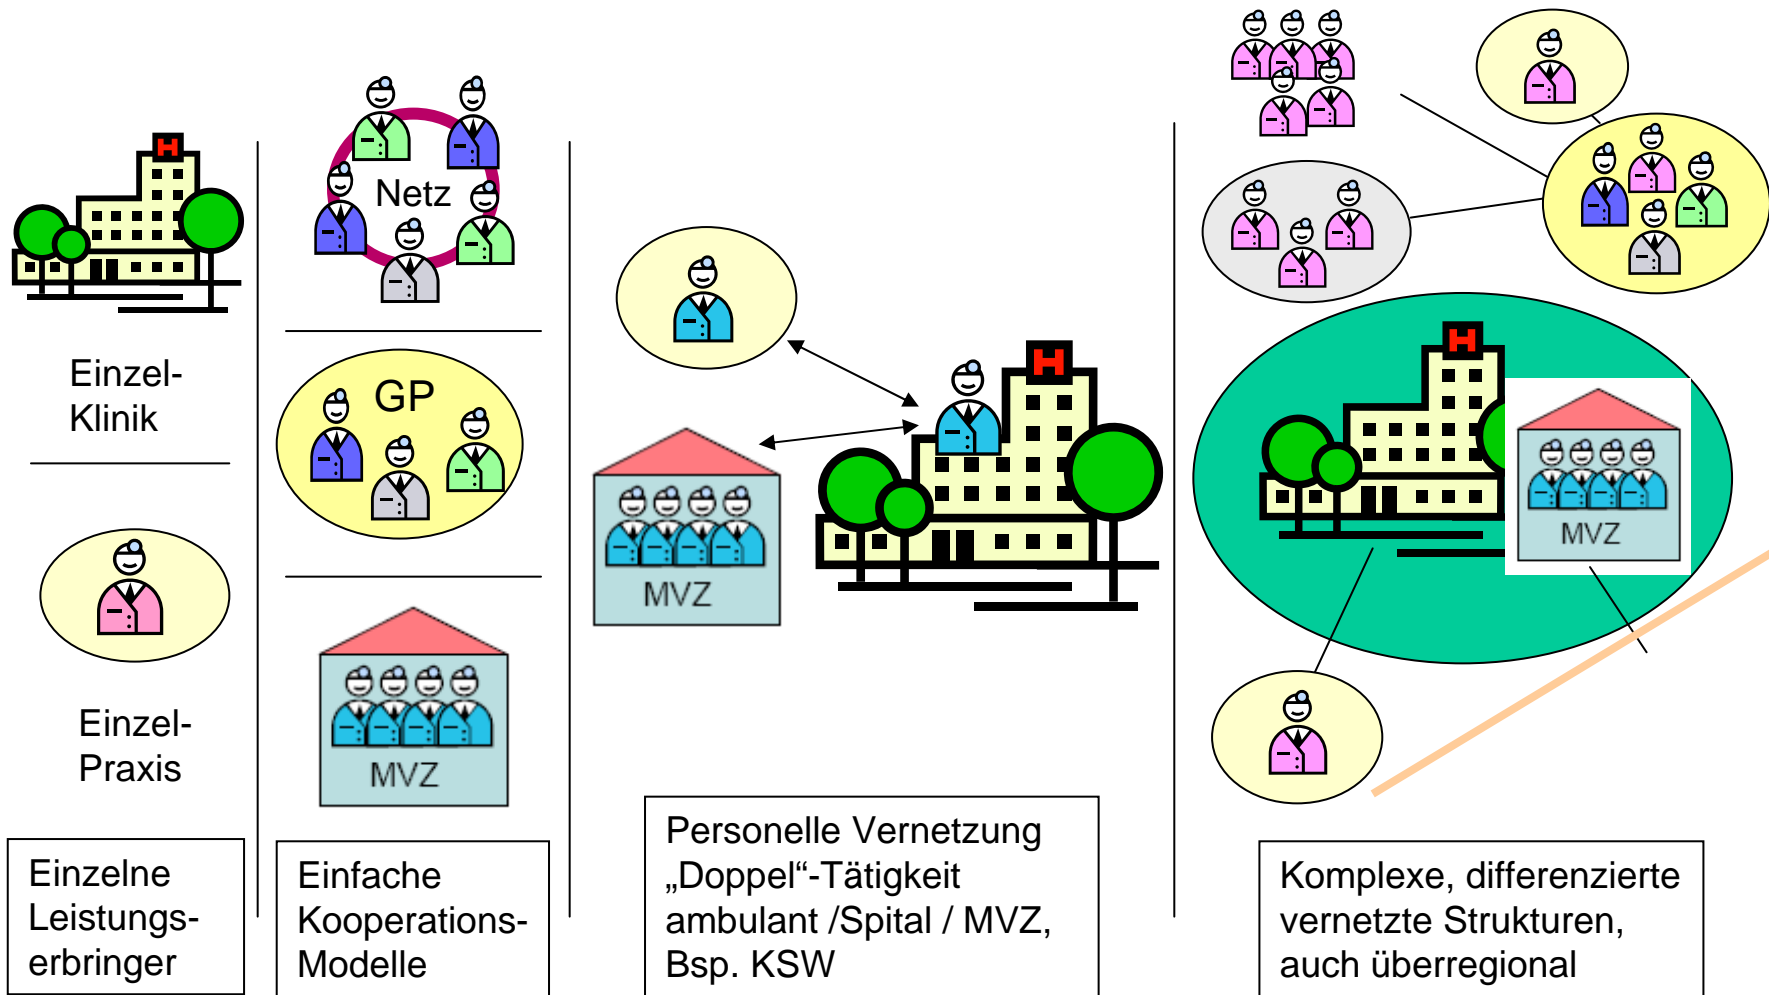 H
Einzel-
Klinik
Einzel-
Praxis
Einzelne
Leistungs-
erbringer
Netz
GP
MVZ
Einfache
Kooperations-
Modelle
H
MVZ
Personelle Vernetzung
„Doppel“-Tätigkeit
ambulant /Spital / MVZ,
Bsp. KSW
H
MVZ
Komplexe, differenzierte
vernetzte Strukturen,
auch überregional